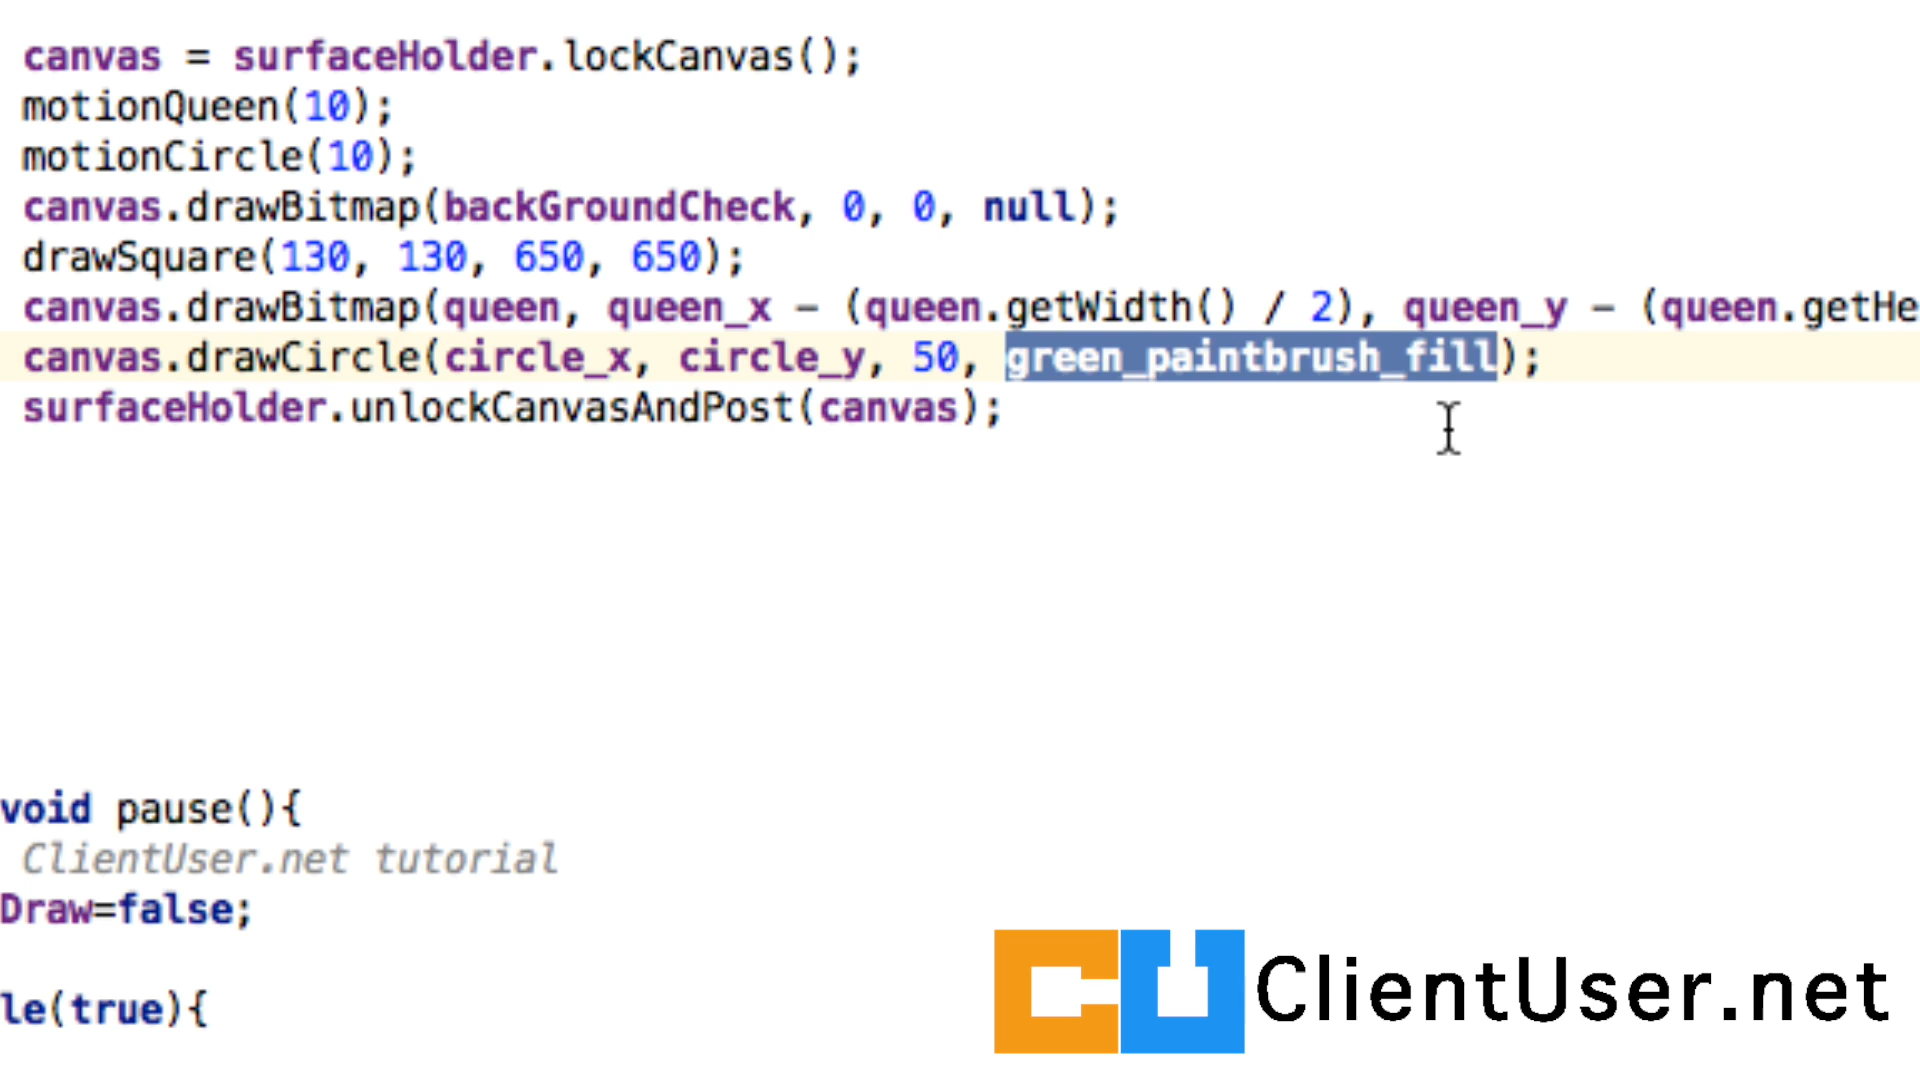 canvas = surfaceHolder.lockCanvas();
motionQueen(10);
motionCircle(10);
canvas.drawBitmap(backGroundCheck, 0, 0, null);
drawSquare(130, 130, 650, 650);
canvas.drawBitmap(queen, queen_x - (queen.getWidth() / 2), queen_y - (queen.getHe
canvas.drawCircle(circle_x, circle_y, 50, green_paintbrush_fill);
surfaceHolder.unlockCanvasAndPost(canvas);
void pause(){
ClientUser.net tutorial
Draw=false;
le(true){
CU ClientUser.net